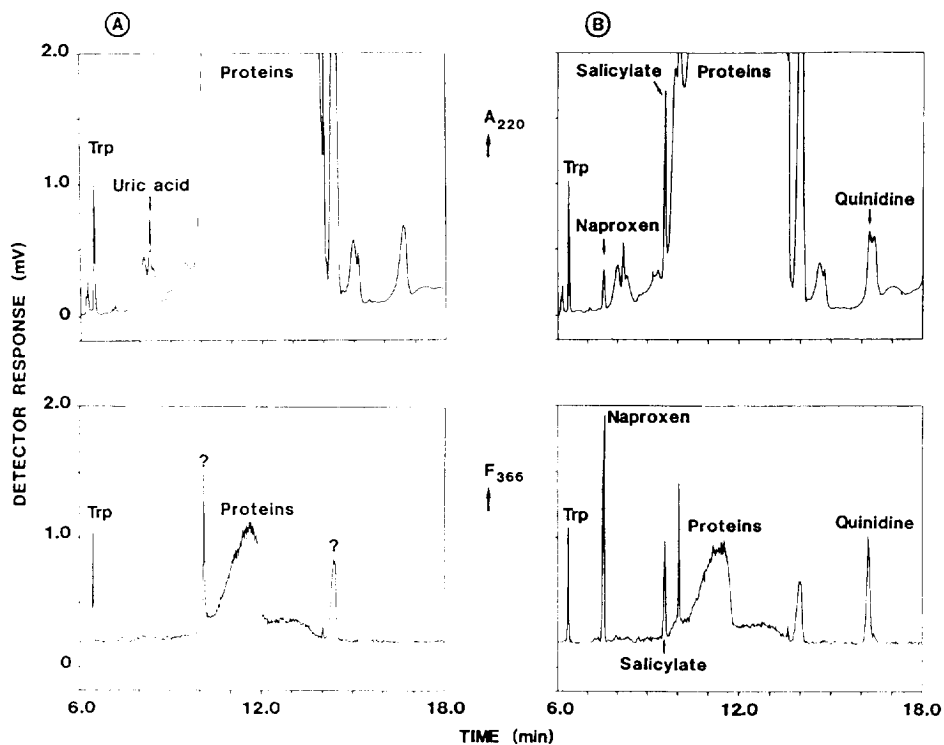 A
B
2.0
Proteins
Trp
1.0
Uric acid
0
Salicylate
Proteins
Trp
Naproxen
Quinidine
A220
DETECTOR RESPONSE (mV)
2.0
?
Trp
Proteins
?
1.0
0
6.0 12.0 18.0
Naproxen
Trp
Proteins
Quinidine
Salicylate
F366
6.0 12.0 18.0
TIME (min)